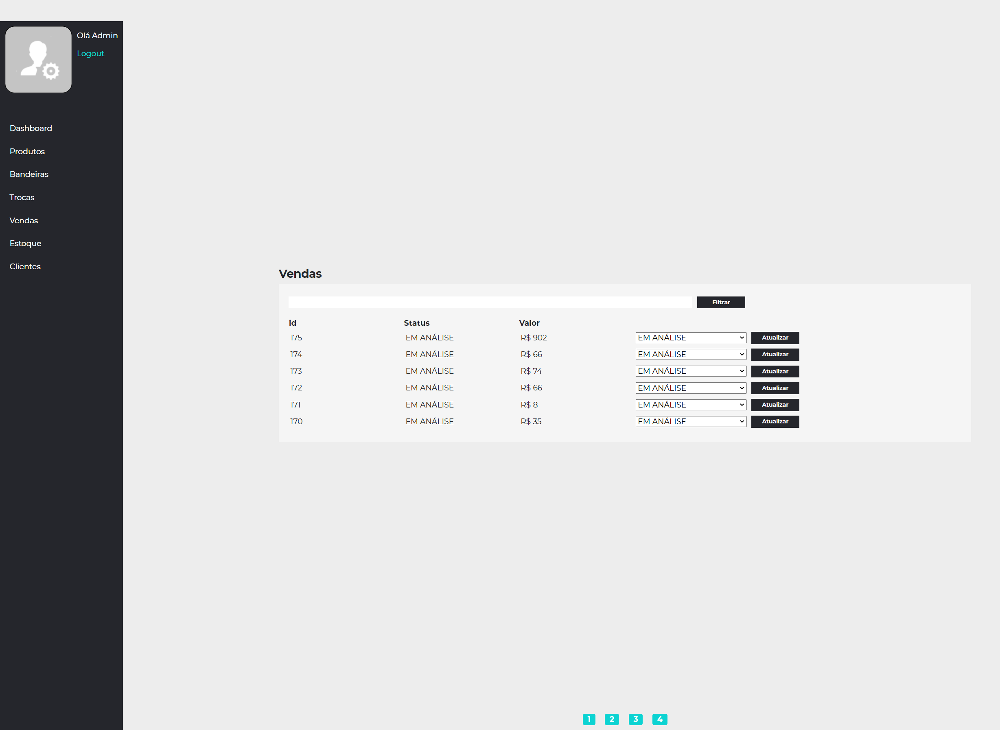 Olá Admin
Logout
Dashboard
Produtos
Bandeiras
Trocas
Vendas
Estoque
Clientes
Vendas
Filtrar
id Status Valor
175 EM ANÁLISE R$ 902 EM ANÁLISE Atualizar
174 EM ANÁLISE R$ 66 EM ANÁLISE Atualizar
173 EM ANÁLISE R$ 74 EM ANÁLISE Atualizar
172 EM ANÁLISE R$ 66 EM ANÁLISE Atualizar
171 EM ANÁLISE R$ 8 EM ANÁLISE Atualizar
170 EM ANÁLISE R$ 35 EM ANÁLISE Atualizar
1 2 3 4